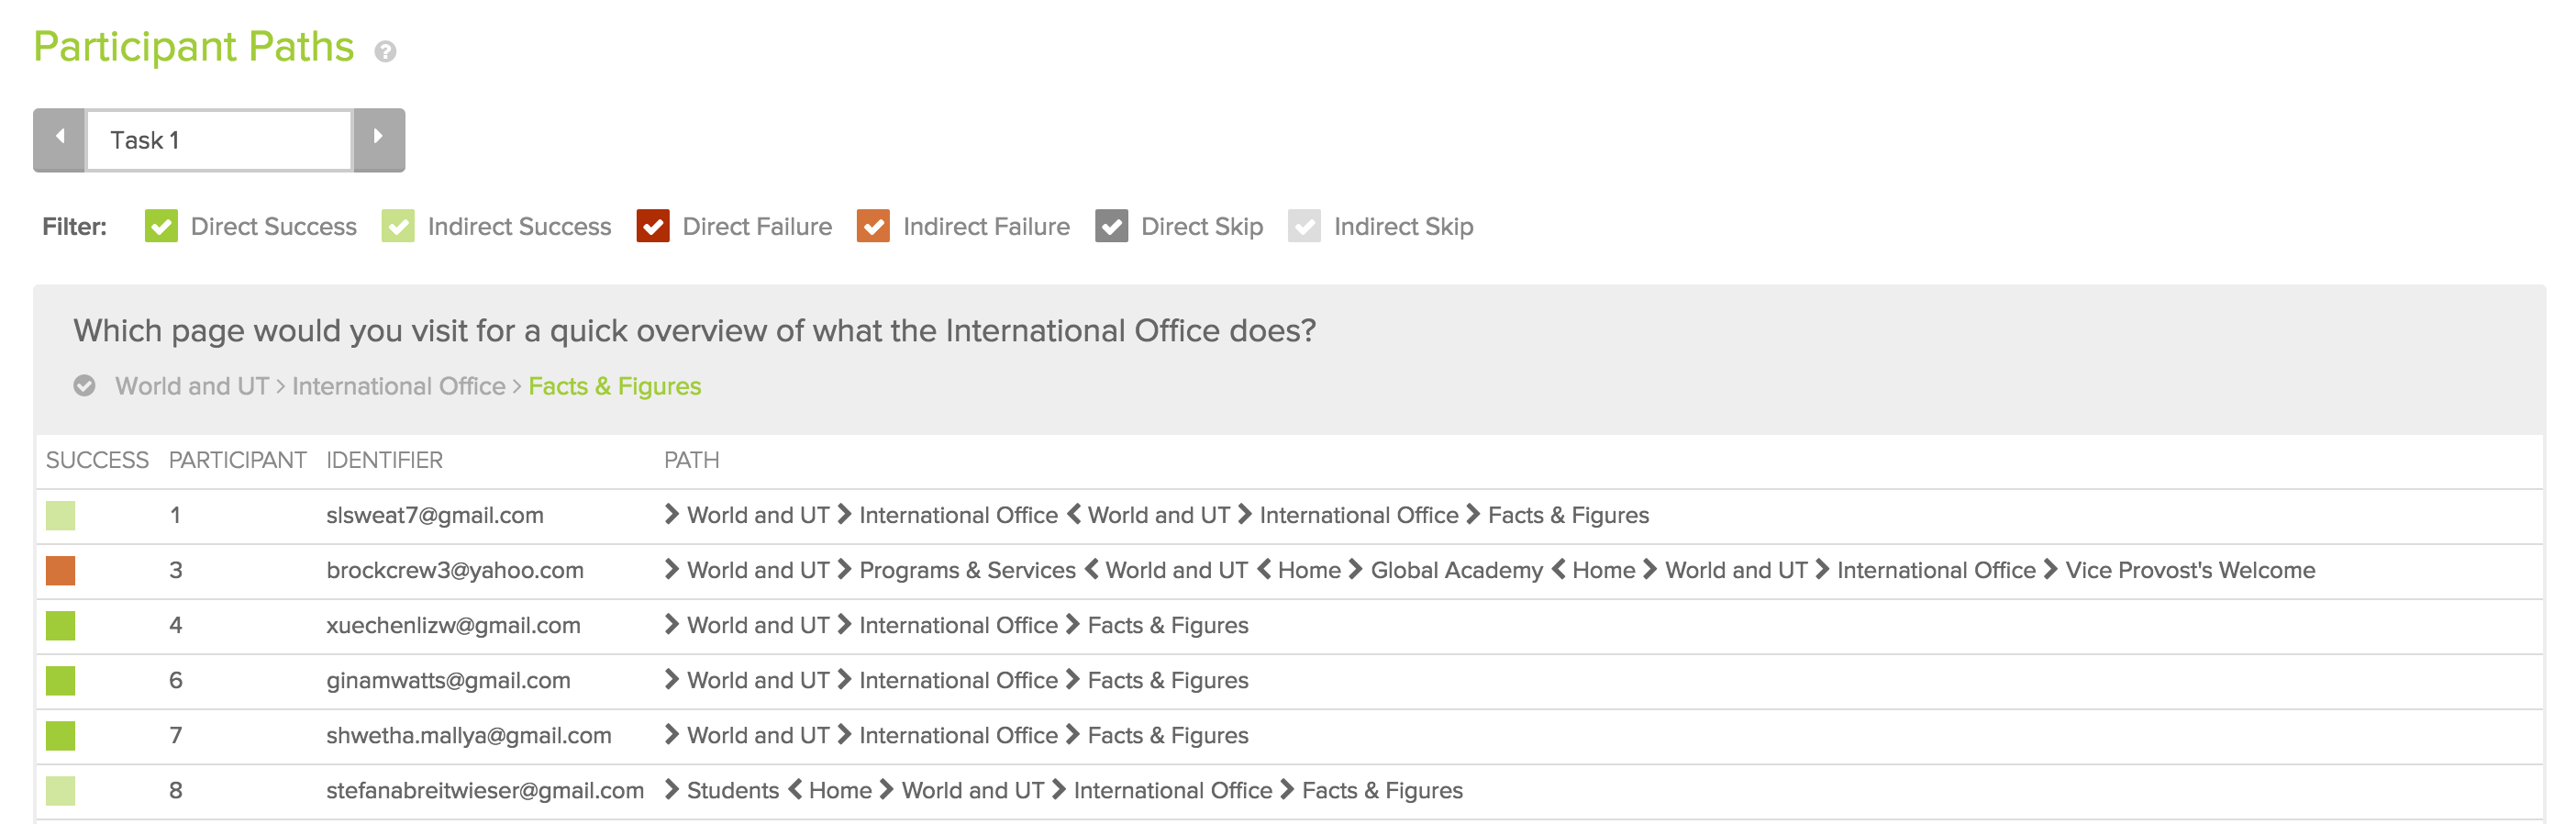 Participant Paths ?
Task 1
Filter: Direct Success Indirect Success Direct Failure Indirect Failure Direct Skip Indirect Skip
Which page would you visit for a quick overview of what the International Office does?
World and UT > International Office > Facts & Figures
SUCCESS PARTICIPANT IDENTIFIER PATH
1 slsweat7@gmail.com > World and UT > International Office < World and UT > International Office > Facts & Figures
3 brockcrew3@yahoo.com > World and UT > Programs & Services < World and UT < Home > Global Academy < Home > World and UT > International Office > Vice Provost's Welcome
4 xuechenlizw@gmail.com > World and UT > International Office > Facts & Figures
6 ginamwatts@gmail.com > World and UT > International Office > Facts & Figures
7 shwetha.mallya@gmail.com > World and UT > International Office > Facts & Figures
8 stefanabreitwieser@gmail.com > Students < Home > World and UT > International Office > Facts & Figures